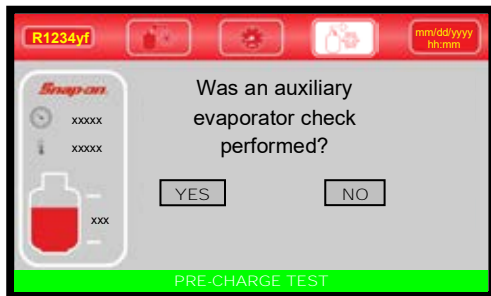 R1234yf
mm/dd/yyyy
hh:mm
Snap-on
xxxxx
xxxxx
xxx
Was an auxiliary
evaporator check
performed?
YES NO
PRE-CHARGE TEST